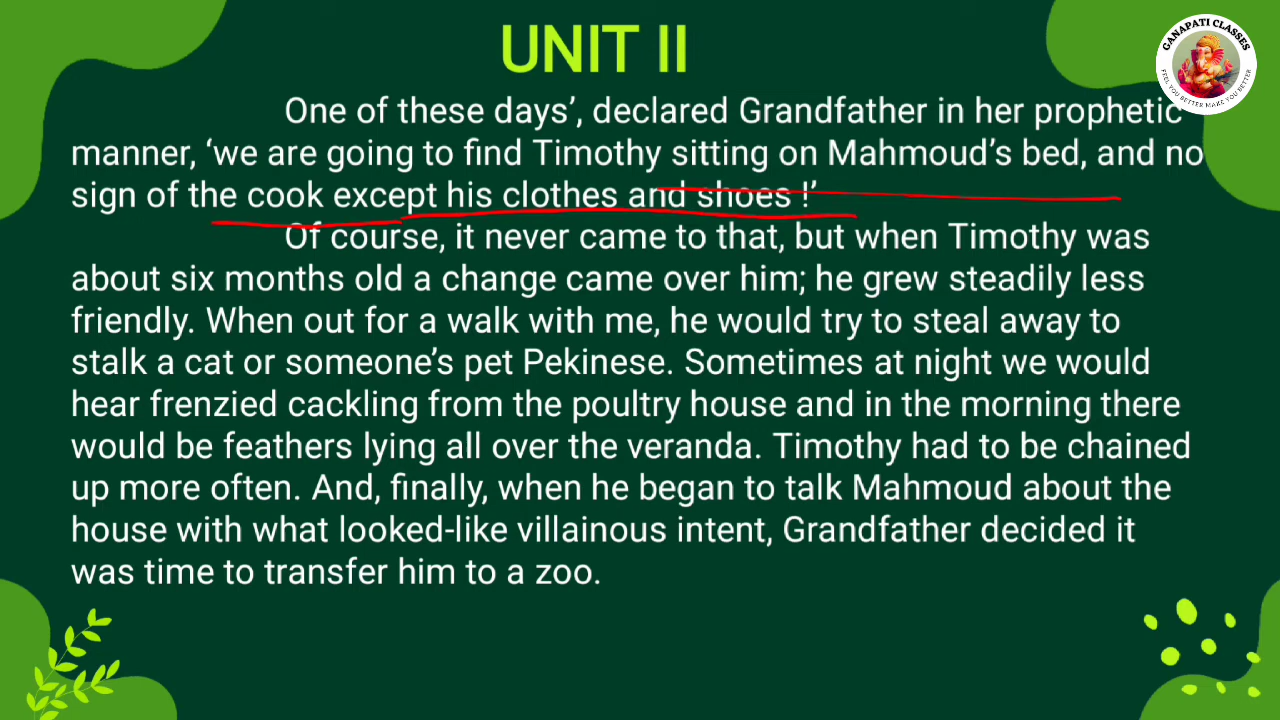 UNIT II
GANAPATI CLASSES
FEEL YOU BETTER MAKE YOU BETTER
One of these days’, declared Grandfather in her prophetic
manner, ‘we are going to find Timothy sitting on Mahmoud’s bed, and no
sign of the cook except his clothes and shoes !’
Of course, it never came to that, but when Timothy was
about six months old a change came over him; he grew steadily less
friendly. When out for a walk with me, he would try to steal away to
stalk a cat or someone’s pet Pekinese. Sometimes at night we would
hear frenzied cackling from the poultry house and in the morning there
would be feathers lying all over the veranda. Timothy had to be chained
up more often. And, finally, when he began to talk Mahmoud about the
house with what looked-like villainous intent, Grandfather decided it
was time to transfer him to a zoo.